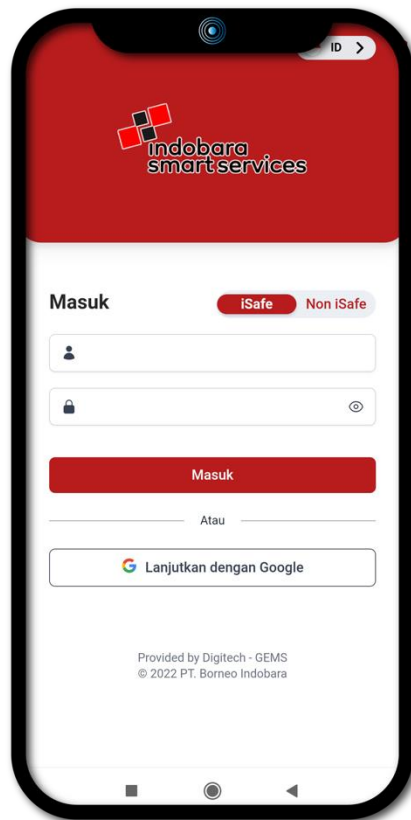 ID
indobara
smart services
Masuk
iSafe
Non iSafe
Masuk
Atau
Lanjutkan dengan Google
Provided by Digitech - GEMS
© 2022 PT. Borneo Indobara